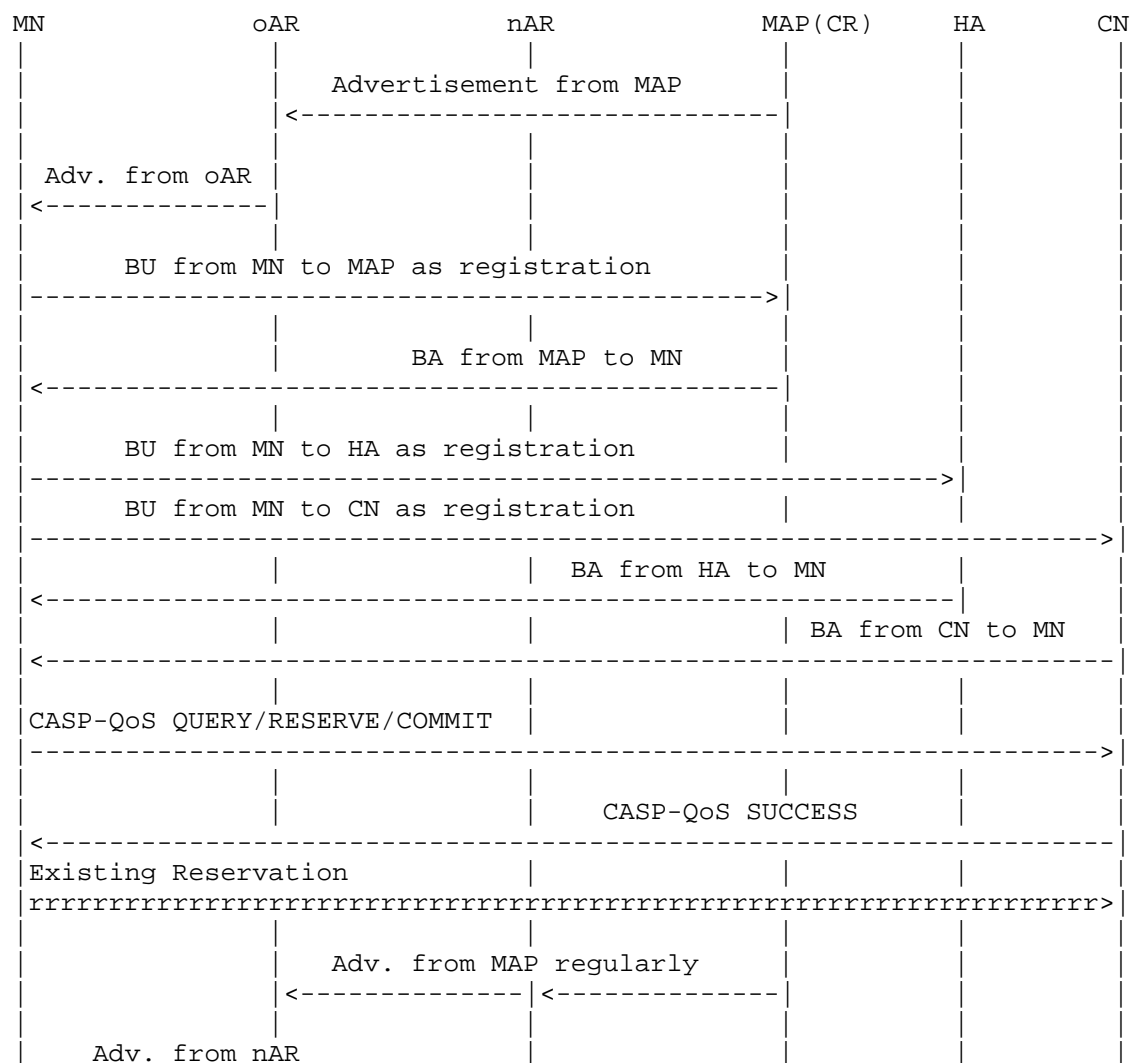 MN oAR nAR MAP(CR) HA CN
Advertisement from MAP
Adv. from oAR
BU from MN to MAP as registration
BA from MAP to MN
BU from MN to HA as registration
BU from MN to CN as registration
BA from HA to MN
BA from CN to MN
CASP-QoS QUERY/RESERVE/COMMIT
CASP-QoS SUCCESS
Existing Reservation
rrrrrrrrrrrrrrrrrrrrrrrrrrrrrrrrrrrrrrrrrrrrrrrrrrrrrrrrrrrrrrrrrrr>
Adv. from MAP regularly
Adv. from nAR